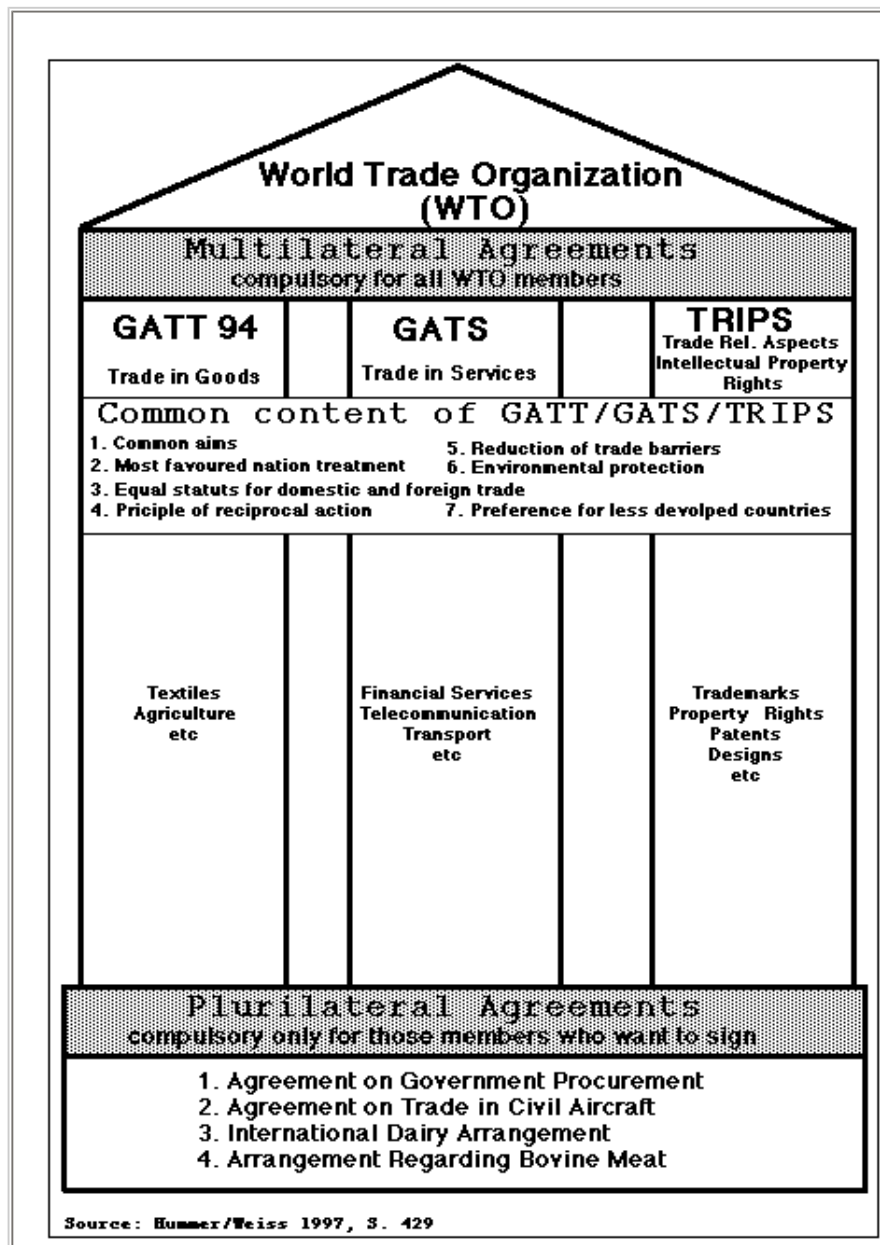 World Trade Organization
(WTO)
Multilateral Agreements
compulsory for all WTO members
GATT 94
Trade in Goods
GATS
Trade in Services
TRIPS
Trade Rel. Aspects
Intellectual Property
Rights
Common content of GATT/GATS/TRIPS
1. Common aims
2. Most favoured nation treatment
3. Equal statuts for domestic and foreign trade
4. Priciple of reciprocal action
5. Reduction of trade barriers
6. Environmental protection
7. Preference for less devolped countries
Textiles
Agriculture
etc
Financial Services
Telecommunication
Transport
etc
Trademarks
Property Rights
Patents
Designs
etc
Plurilateral Agreements
compulsory only for those members who want to sign
1. Agreement on Government Procurement
2. Agreement on Trade in Civil Aircraft
3. International Dairy Arrangement
4. Arrangement Regarding Bovine Meat
Source: Hummer/Weiss 1997, S. 429